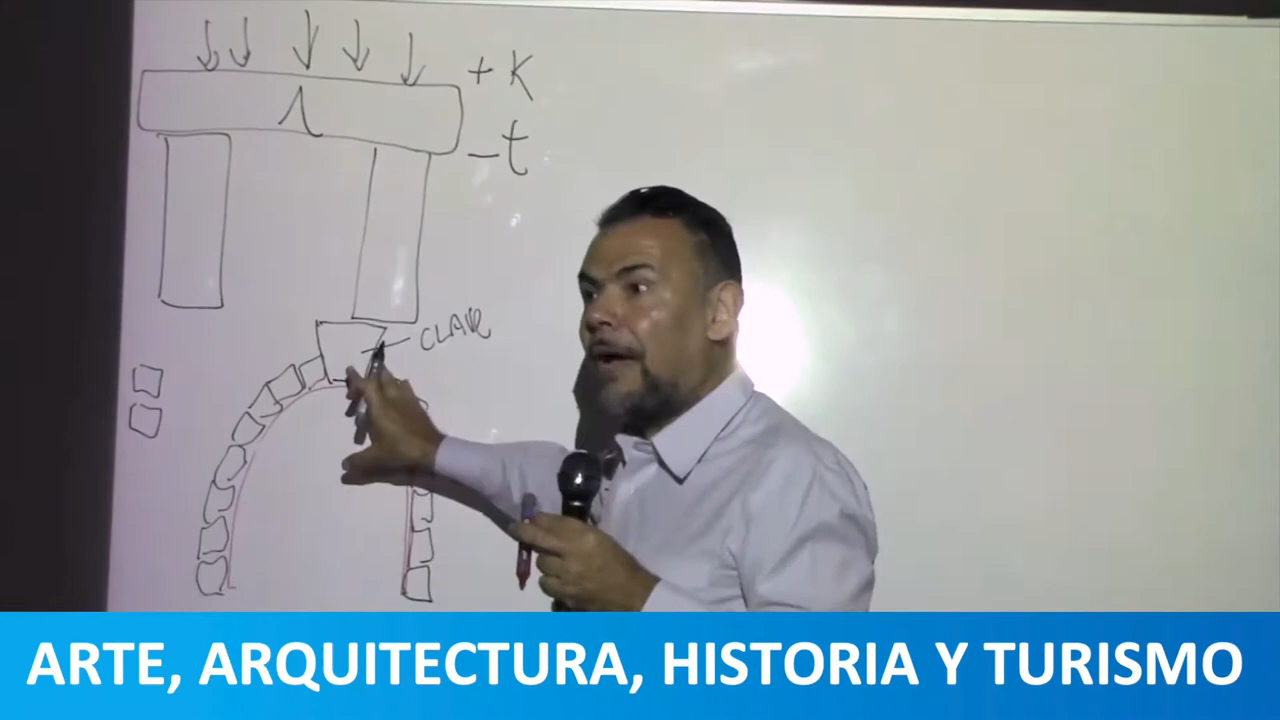 + K
- t
CLAVE
ARTE, ARQUITECTURA, HISTORIA Y TURISMO